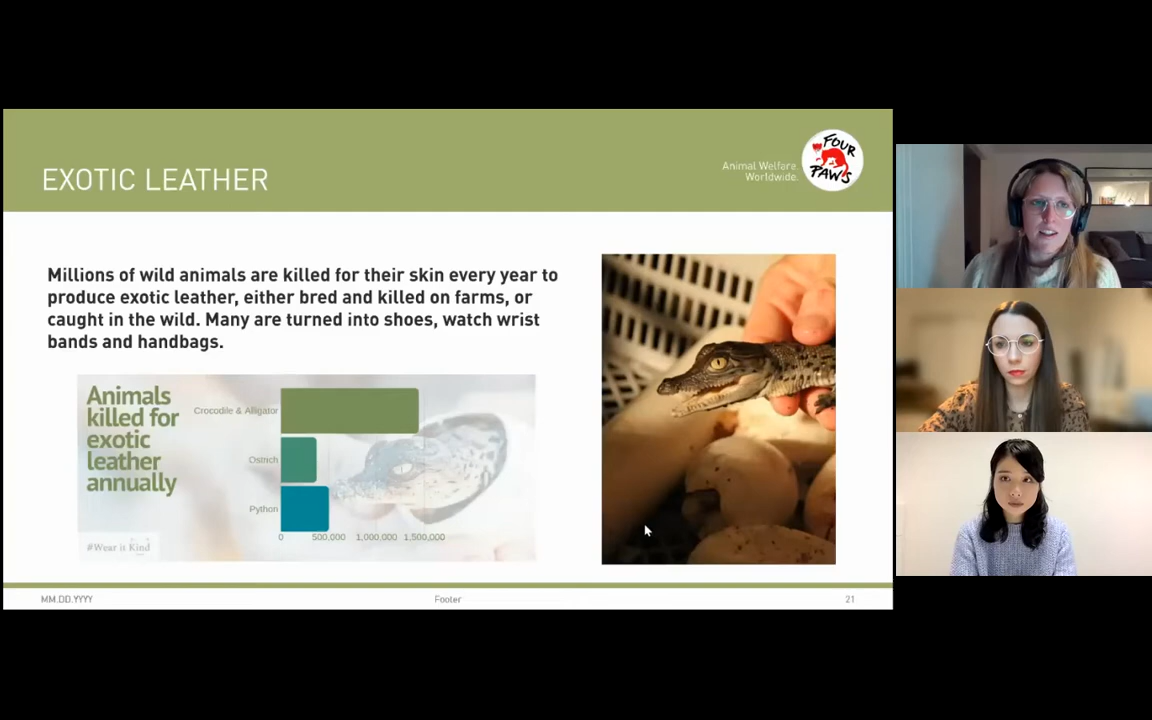 EXOTIC LEATHER
Animal Welfare.
Worldwide.
FOUR
PAWS
Millions of wild animals are killed for their skin every year to
produce exotic leather, either bred and killed on farms, or
caught in the wild. Many are turned into shoes, watch wrist
bands and handbags.
Animals
killed for
exotic
leather
annually
Crocodile & Alligator
Ostrich
Python
0 500,000 1,000,000 1,500,000
#Wear it Kind
MM.DD.YYYY Footer 21